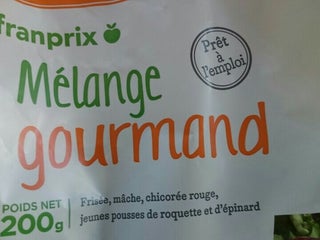 franprix
Prêt
à
l'emploi
Mélange
gourmand
POIDS NET
200g
Frisée, mâche, chicorée rouge,
jeunes pousses de roquette et d'épinard